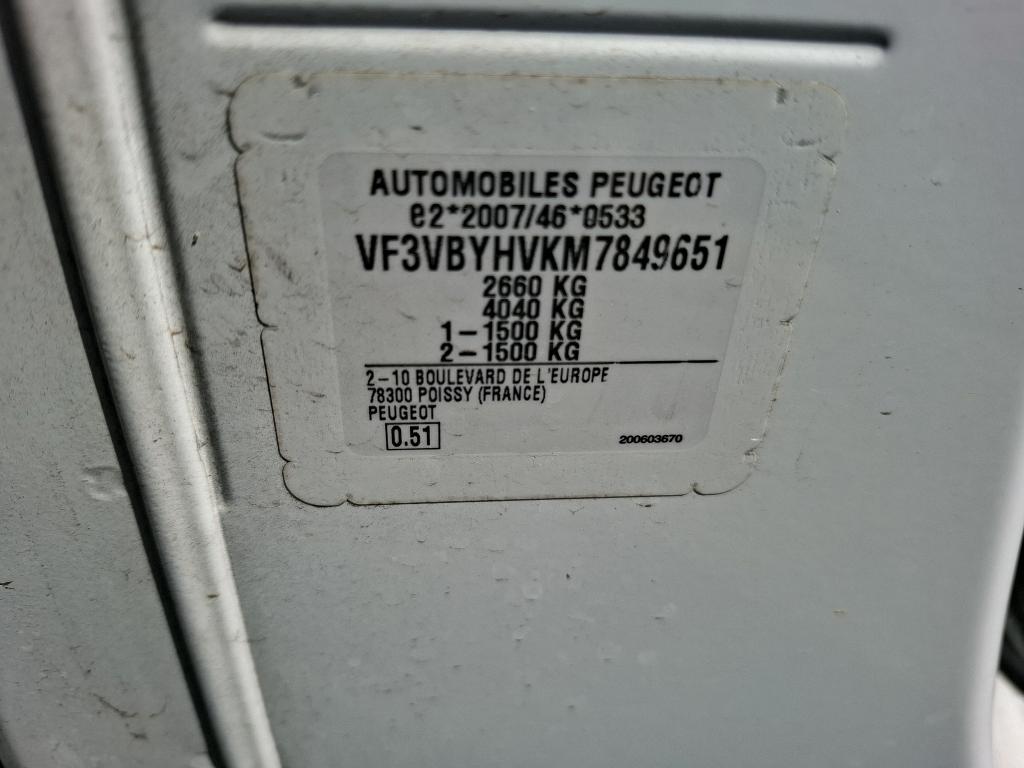 AUTOMOBILES PEUGEOT
e2*2007/46*0533
VF3VBYHVKM7849651
2660 KG
4040 KG
1-1500 KG
2-1500 KG
2-10 BOULEVARD DE L'EUROPE
78300 POISSY (FRANCE)
PEUGEOT
0.51
200603670